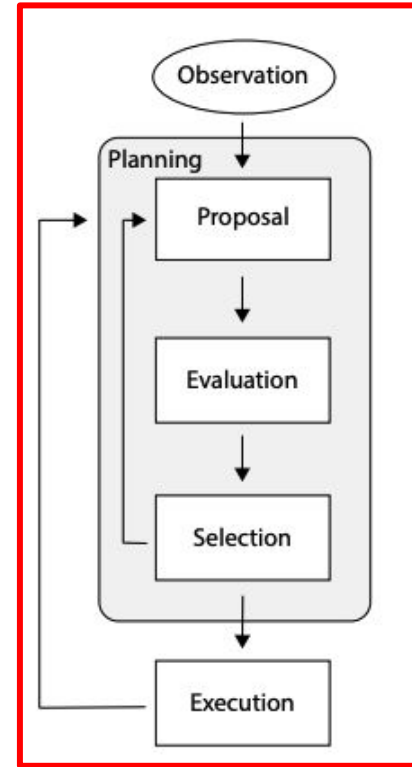 Observation
Planning
Proposal
Evaluation
Selection
Execution